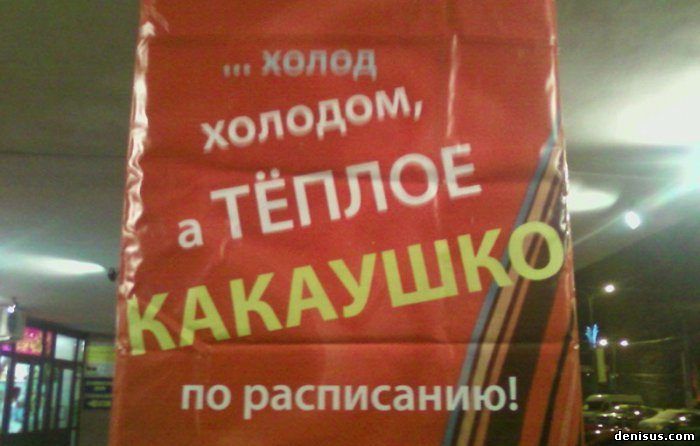 ... холод
холодом,
а ТЁПЛОЕ
КАКАУШКО
по расписанию!
denisus.com